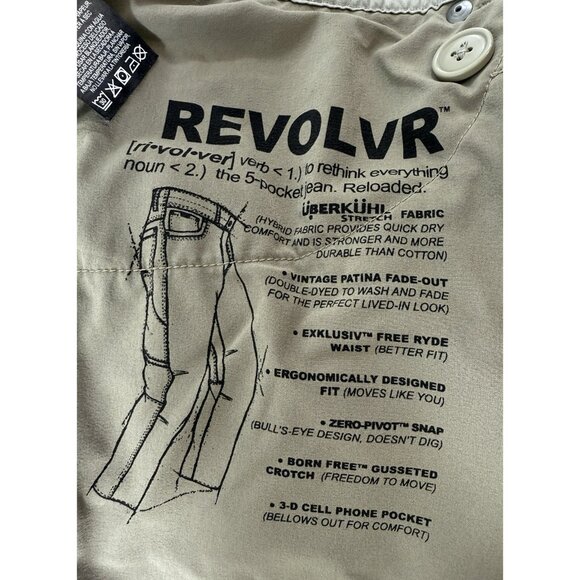 REVOLVR™
[ri•vol•ver] verb < 1.) to rethink everything
noun < 2.) the 5-pocket jean. Reloaded.
ÜBERKÜHL
STRETCH FABRIC
(HYBRID FABRIC PROVIDES QUICK DRY
COMFORT AND IS STRONGER AND MORE
DURABLE THAN COTTON)
• VINTAGE PATINA FADE-OUT
(DOUBLE-DYED TO WASH AND FADE
FOR THE PERFECT LIVED-IN LOOK)
• EXKLUSIV™ FREE RYDE
WAIST (BETTER FIT)
• ERGONOMICALLY DESIGNED
FIT (MOVES LIKE YOU)
• ZERO-PIVOT™ SNAP
(BULL'S-EYE DESIGN, DOESN'T DIG)
• BORN FREE™ GUSSETED
CROTCH (FREEDOM TO MOVE)
• 3-D CELL PHONE POCKET
(BELLOWS OUT FOR COMFORT)